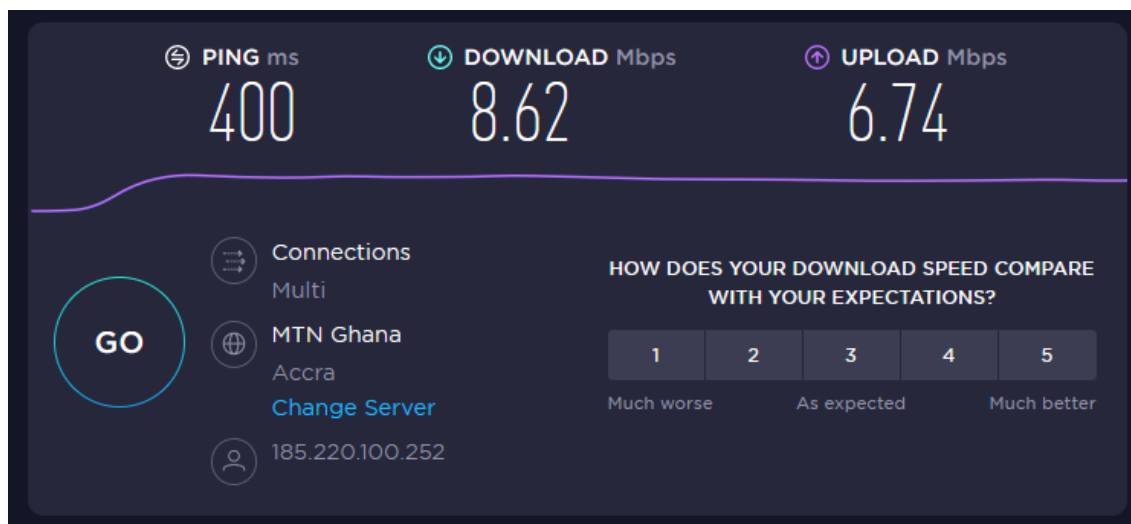 PING ms
400
DOWNLOAD Mbps
8.62
UPLOAD Mbps
6.74
GO
Connections
Multi
MTN Ghana
Accra
Change Server
185.220.100.252
HOW DOES YOUR DOWNLOAD SPEED COMPARE
WITH YOUR EXPECTATIONS?
1 2 3 4 5
Much worse As expected Much better